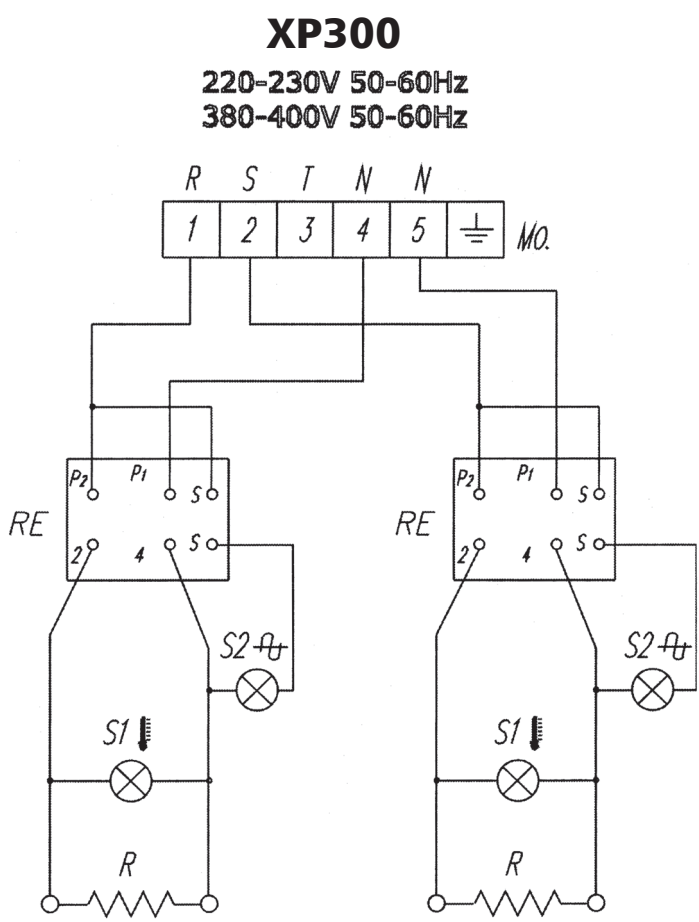 XP300
220-230V 50-60Hz
380-400V 50-60Hz
R S T N N
1 2 3 4 5 MO.
P2 P1 S P2 P1 S
RE RE
2 4 S 2 4 S
S2 S2
S1 S1
R R